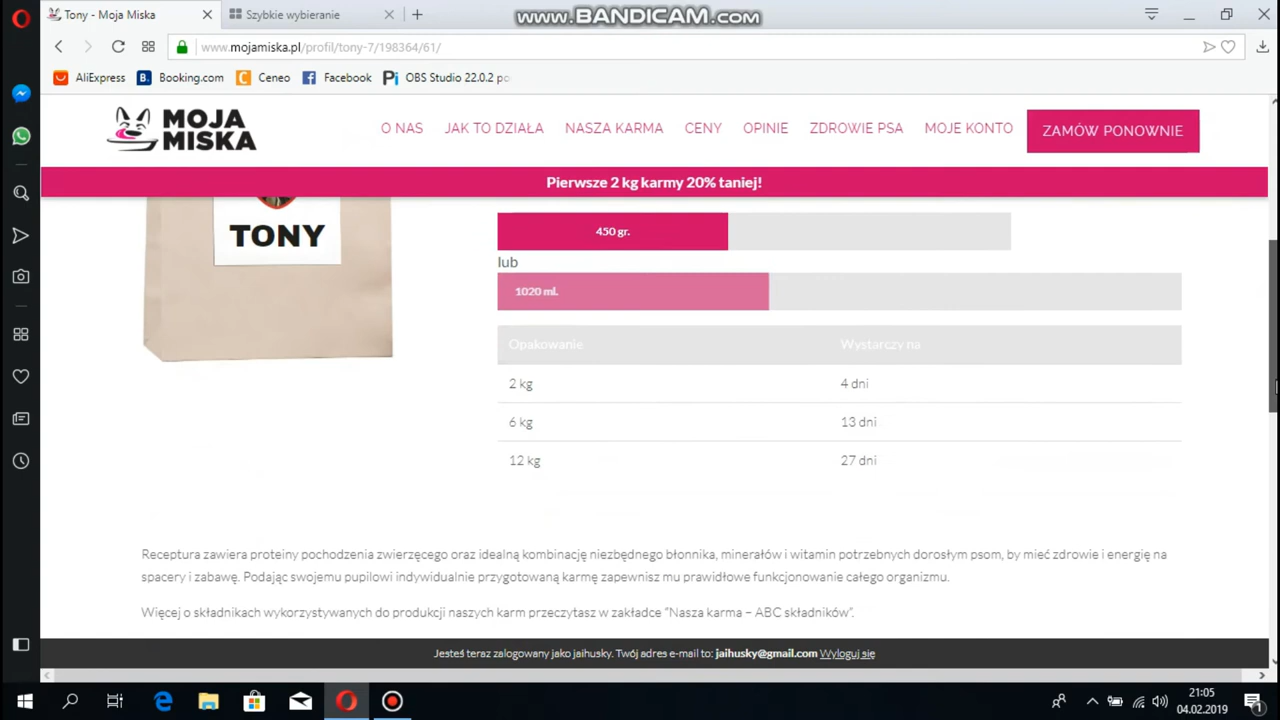 Tony - Moja Miska
Szybkie wybieranie
www.BANDICAM.com
www.mojamiska.pl/profil/tony-7/198364/61/
AliExpress
B. Booking.com
C Ceneo
Facebook
Pi OBS Studio 22.0.2 po
MOJA
MISKA
O NAS
JAK TO DZIAŁA
NASZA KARMA
CENY
OPINIE
ZDROWIE PSA
MOJE KONTO
ZAMÓW PONOWNIE
Pierwsze 2 kg karmy 20% taniej!
TONY
450 gr.
lub
1020 ml.
Opakowanie Wystarczy na
2 kg 4 dni
6 kg 13 dni
12 kg 27 dni
Receptura zawiera proteiny pochodzenia zwierzęcego oraz idealną kombinację niezbędnego błonnika, minerałów i witamin potrzebnych dorosłym psom, by mieć zdrowie i energię na
spacery i zabawę. Podając swojemu pupilowi indywidualnie przygotowaną karmę zapewnisz mu prawidłowe funkcjonowanie całego organizmu.
Więcej o składnikach wykorzystywanych do produkcji naszych karm przeczytasz w zakładce "Nasza karma – ABC składników".
Jesteś teraz zalogowany jako jaihusky. Twój adres e-mail to: jaihusky@gmail.com Wyloguj się
21:05
04.02.2019
1